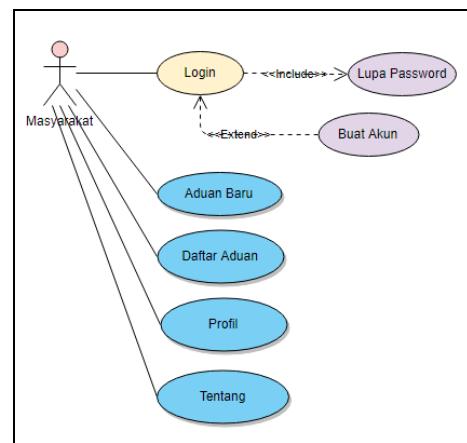 Login
<<Include>>
Lupa Password
Masyarakat
<<Extend>>
Buat Akun
Aduan Baru
Daftar Aduan
Profil
Tentang